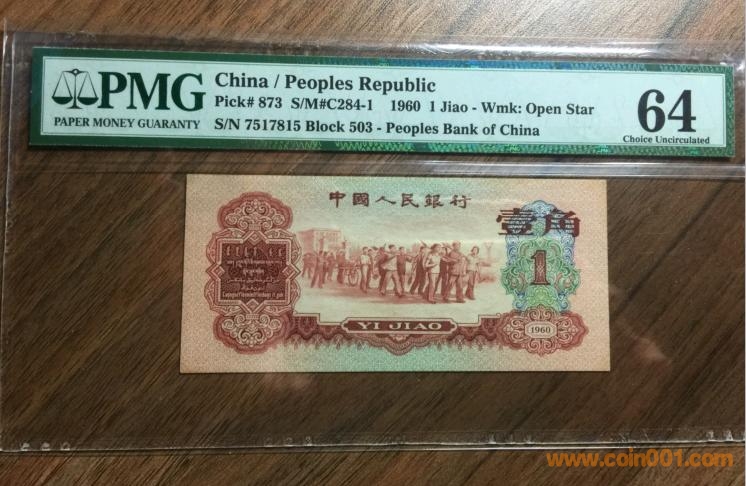 PMG
PAPER MONEY GUARANTY
China / Peoples Republic
Pick# 873 S/M#C284-1 1960 1 Jiao - Wmk: Open Star
S/N 7517815 Block 503 - Peoples Bank of China
64
Choice Uncirculated
中國人民銀行
壹角
1
YI JIAO
1960
www.coin001.com